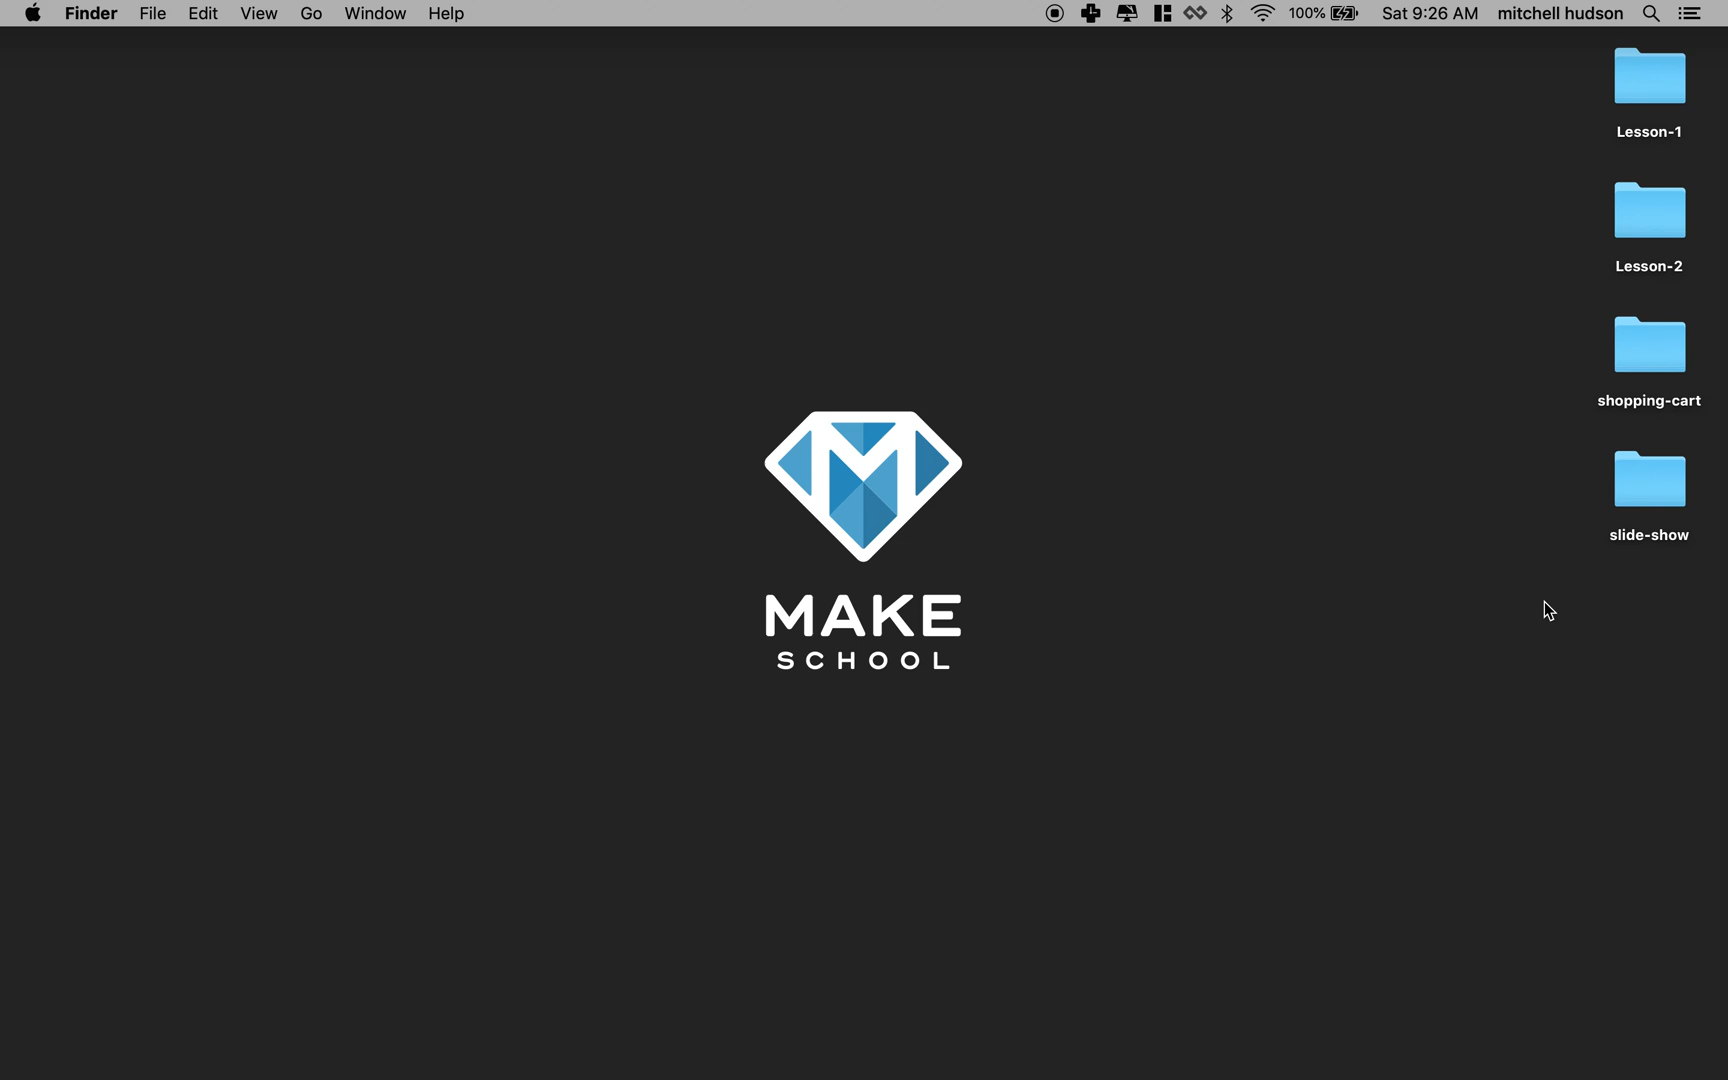 Finder File Edit View Go Window Help 100% Sat 9:26 AM mitchell hudson
Lesson-1
Lesson-2
shopping-cart
slide-show
MAKE
SCHOOL